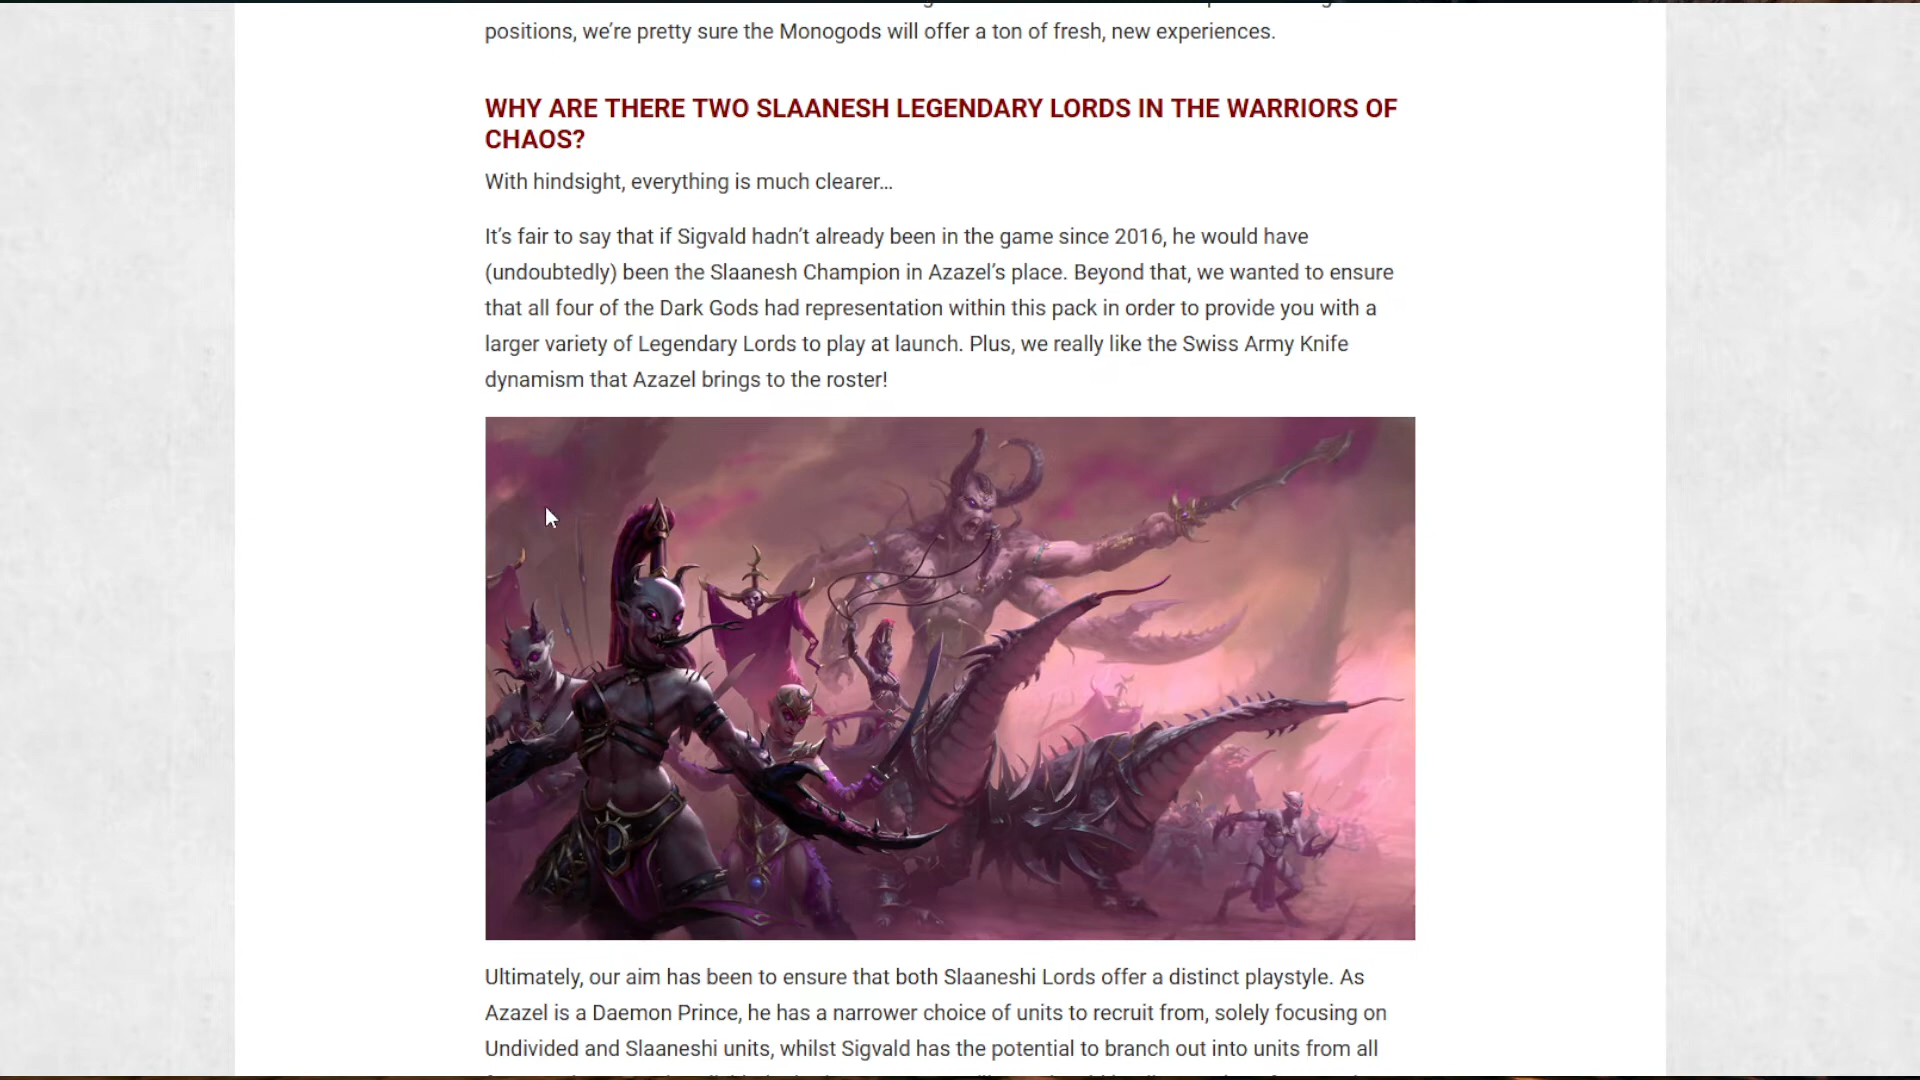 positions, we’re pretty sure the Monogods will offer a ton of fresh, new experiences.
WHY ARE THERE TWO SLAANESH LEGENDARY LORDS IN THE WARRIORS OF
CHAOS?
With hindsight, everything is much clearer…
It’s fair to say that if Sigvald hadn’t already been in the game since 2016, he would have
(undoubtedly) been the Slaanesh Champion in Azazel’s place. Beyond that, we wanted to ensure
that all four of the Dark Gods had representation within this pack in order to provide you with a
larger variety of Legendary Lords to play at launch. Plus, we really like the Swiss Army Knife
dynamism that Azazel brings to the roster!
Ultimately, our aim has been to ensure that both Slaaneshi Lords offer a distinct playstyle. As
Azazel is a Daemon Prince, he has a narrower choice of units to recruit from, solely focusing on
Undivided and Slaaneshi units, whilst Sigvald has the potential to branch out into units from all